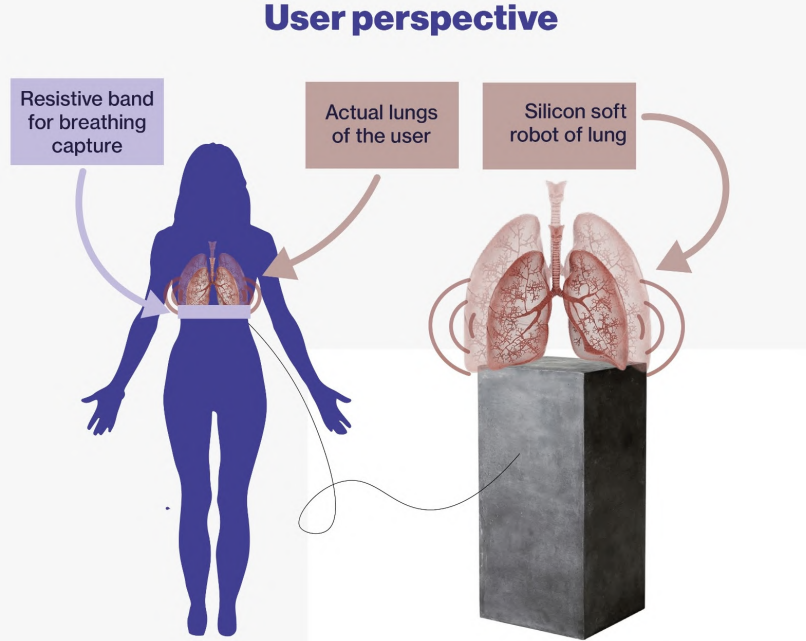 User perspective
Resistive band
for breathing
capture
Actual lungs
of the user
Silicon soft
robot of lung